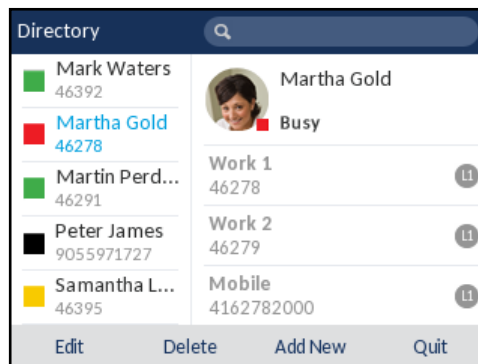 Directory
Mark Waters
46392
Martha Gold
46278
Martin Perd...
46291
Peter James
9055971727
Samantha L...
46395
Martha Gold
Busy
Work 1
46278
L1
Work 2
46279
L1
Mobile
4162782000
L1
Edit Delete Add New Quit